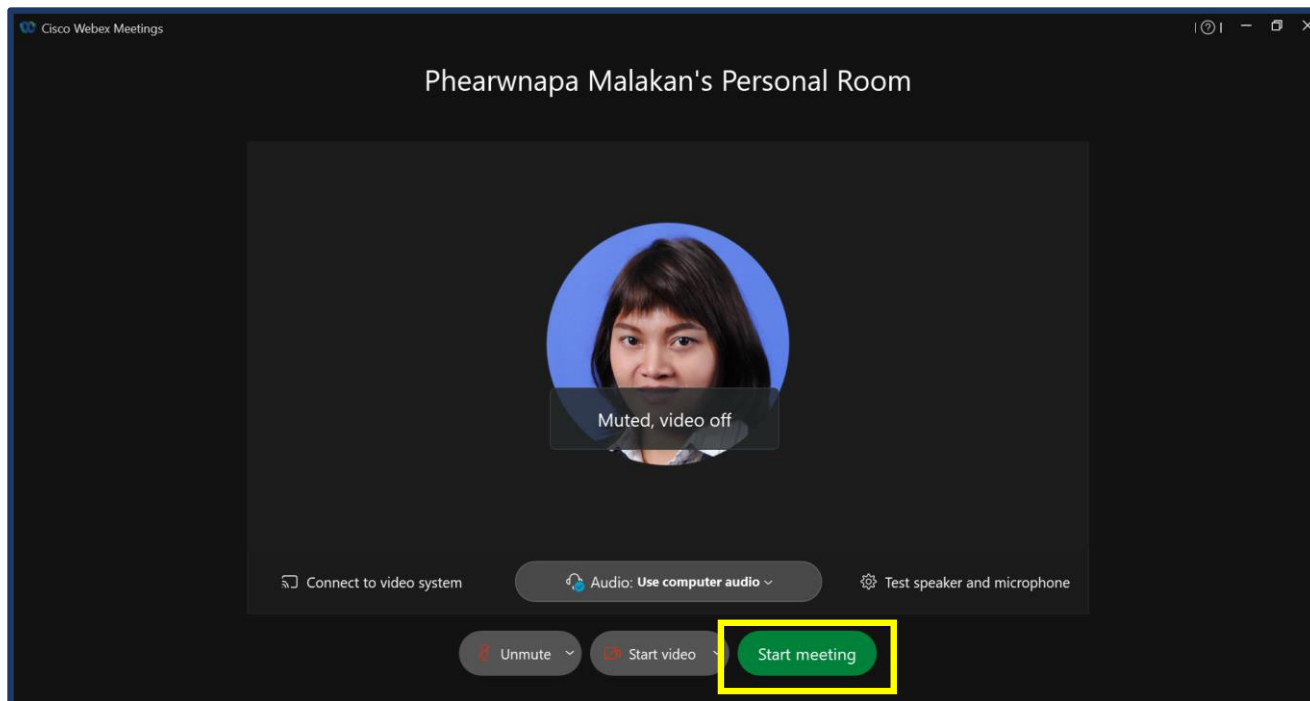 Cisco Webex Meetings
Phearwnapa Malakan's Personal Room
Muted, video off
Connect to video system
Audio: Use computer audio
Test speaker and microphone
Unmute
Start video
Start meeting